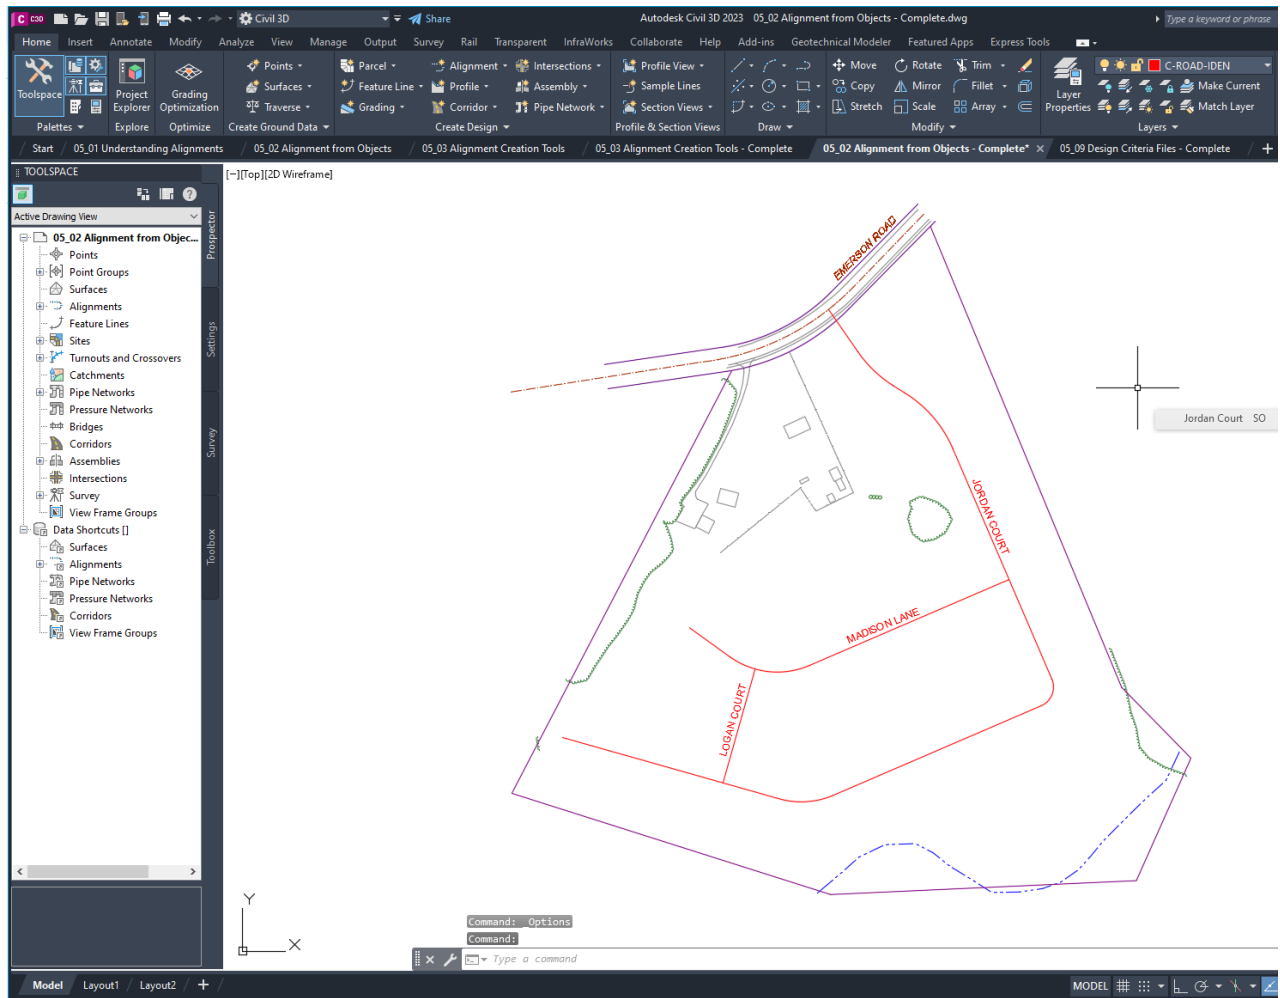 C C3D Civil 3D Share Autodesk Civil 3D 2023 05_02 Alignment from Objects - Complete.dwg Type a keyword or phrase
Home Insert Annotate Modify Analyze View Manage Output Survey Rail Transparent InfraWorks Collaborate Help Add-ins Geotechnical Modeler Featured Apps Express Tools
Toolspace
Palettes
Project Explorer
Explore
Grading Optimization
Optimize
Points
Surfaces
Traverse
Create Ground Data
Parcel
Feature Line
Grading
Alignment
Profile
Corridor
Intersections
Assembly
Pipe Network
Create Design
Profile View
Sample Lines
Section Views
Profile & Section Views
Draw
Move
Copy
Stretch
Rotate
Mirror
Scale
Trim
Fillet
Array
Modify
Layer Properties
C-ROAD-IDEN
Make Current
Match Layer
Layers
Start 05_01 Understanding Alignments 05_02 Alignment from Objects 05_03 Alignment Creation Tools 05_03 Alignment Creation Tools - Complete 05_02 Alignment from Objects - Complete* 05_09 Design Criteria Files - Complete
TOOLSPACE
Active Drawing View
05_02 Alignment from Objec...
Points
Point Groups
Surfaces
Alignments
Feature Lines
Sites
Turnouts and Crossovers
Catchments
Pipe Networks
Pressure Networks
Bridges
Corridors
Assemblies
Intersections
Survey
View Frame Groups
Data Shortcuts []
Surfaces
Alignments
Pipe Networks
Pressure Networks
Corridors
View Frame Groups
Prospector
Settings
Survey
Toolbox
[−][Top][2D Wireframe]
EMERSON ROAD
Jordan Court SO
JORDAN COURT
MADISON LANE
LOGAN COURT
Y
X
Command: _Options
Command:
Type a command
Model Layout1 Layout2 +
MODEL